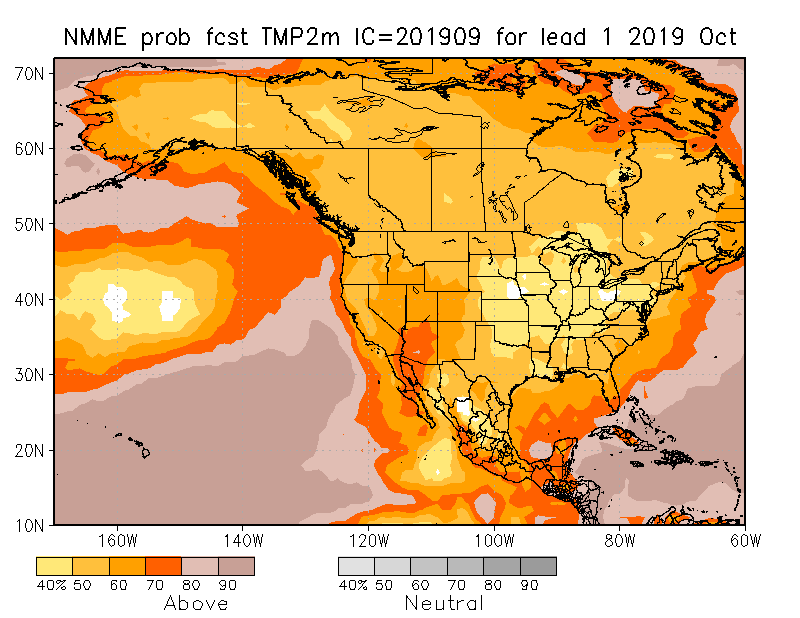 NMME prob fcst TMP2m IC=201909 for lead 1 2019 Oct
70N
60N
50N
40N
30N
20N
10N
160W 140W 120W 100W 80W 60W
40% 50 60 70 80 90 40% 50 60 70 80 90
Above Neutral